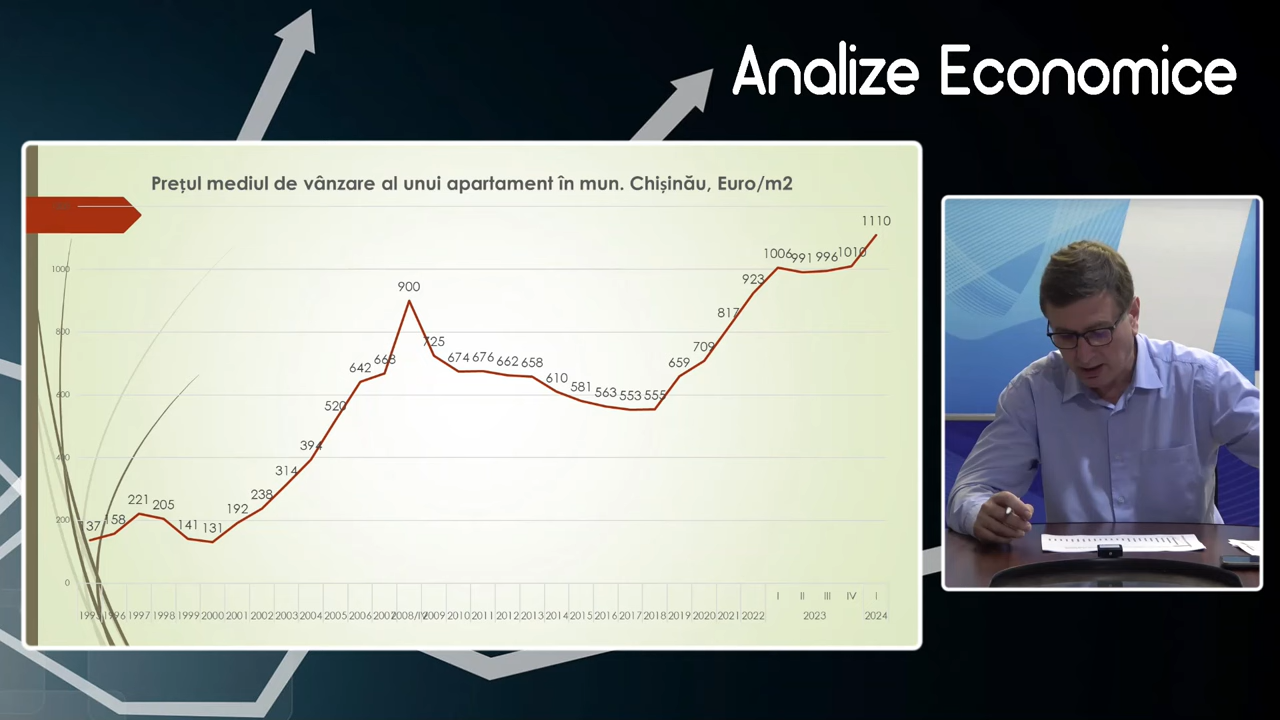 Analize Economice
Prețul mediul de vânzare al unui apartament în mun. Chișinău, Euro/m2
1000
800
600
400
200
0
137 158 221 205 141 131 192 238 314 394 520 642 668 900 725 674 676 662 658 610 581 563 553 555 659 709 817 923 1006 991 996 1010 1110
I II III IV I
1995 1996 1997 1998 1999 2000 2001 2002 2003 2004 2005 2006 2007 2008/IV 2009 2010 2011 2012 2013 2014 2015 2016 2017 2018 2019 2020 2021 2022 2023 2024